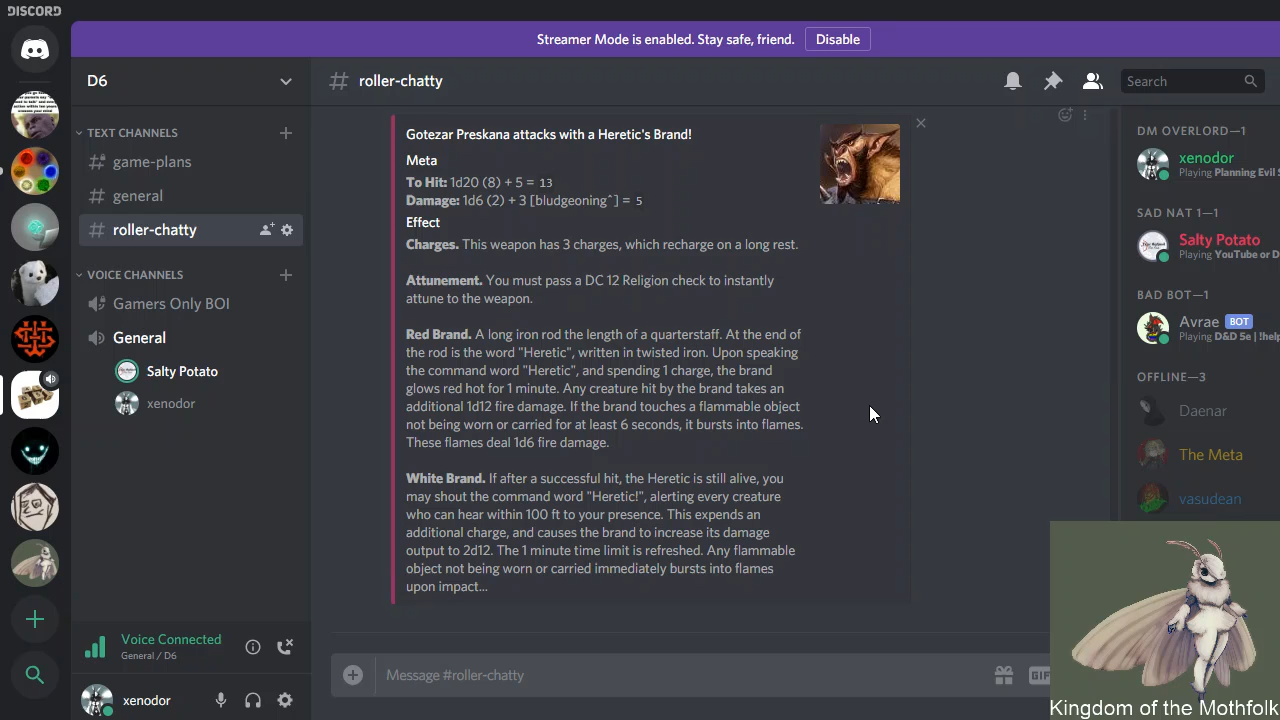 DISCORD
Streamer Mode is enabled. Stay safe, friend.
Disable
D6
# roller-chatty
Search
TEXT CHANNELS
game-plans
general
roller-chatty
VOICE CHANNELS
Gamers Only BOI
General
Salty Potato
xenodor
Voice Connected
General / D6
xenodor
Gotezar Preskana attacks with a Heretic's Brand!
Meta
To Hit: 1d20 (8) + 5 = 13
Damage: 1d6 (2) + 3 [bludgeoning^] = 5
Effect
Charges. This weapon has 3 charges, which recharge on a long rest.
Attunement. You must pass a DC 12 Religion check to instantly
attune to the weapon.
Red Brand. A long iron rod the length of a quarterstaff. At the end of
the rod is the word "Heretic", written in twisted iron. Upon speaking
the command word "Heretic", and spending 1 charge, the brand
glows red hot for 1 minute. Any creature hit by the brand takes an
additional 1d12 fire damage. If the brand touches a flammable object
not being worn or carried for at least 6 seconds, it bursts into flames.
These flames deal 1d6 fire damage.
White Brand. If after a successful hit, the Heretic is still alive, you
may shout the command word "Heretic!", alerting every creature
who can hear within 100 ft to your presence. This expends an
additional charge, and causes the brand to increase its damage
output to 2d12. The 1 minute time limit is refreshed. Any flammable
object not being worn or carried immediately bursts into flames
upon impact...
Message #roller-chatty
GIF
DM OVERLORD—1
xenodor
Playing Planning Evil
SAD NAT 1—1
Salty Potato
Playing YouTube or D
BAD BOT—1
Avrae BOT
Playing D&D 5e | !help
OFFLINE—3
Daenar
The Meta
vasudean
Kingdom of the Mothfolk